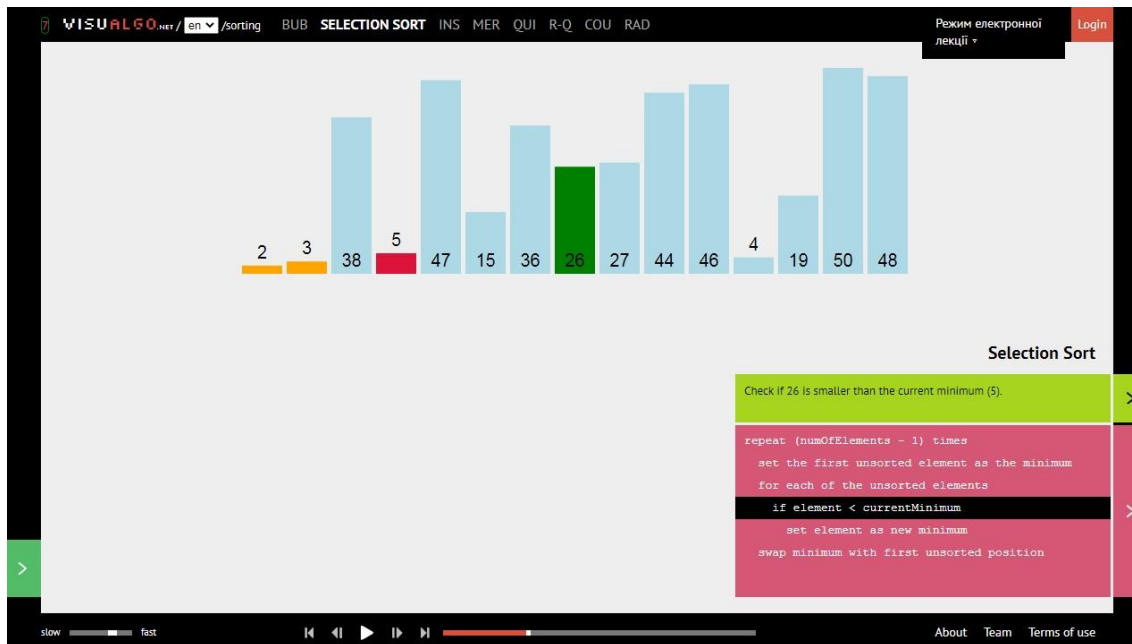 7 VISUALGO.NET / en /sorting BUB SELECTION SORT INS MER QUI R-Q COU RAD
Режим електронної
лекції ▾
Login
2 3 38 5 47 15 36 26 27 44 46 4 19 50 48
Selection Sort
Check if 26 is smaller than the current minimum (5).
repeat (numOfElements - 1) times
set the first unsorted element as the minimum
for each of the unsorted elements
if element < currentMinimum
set element as new minimum
swap minimum with first unsorted position
slow fast
About Team Terms of use